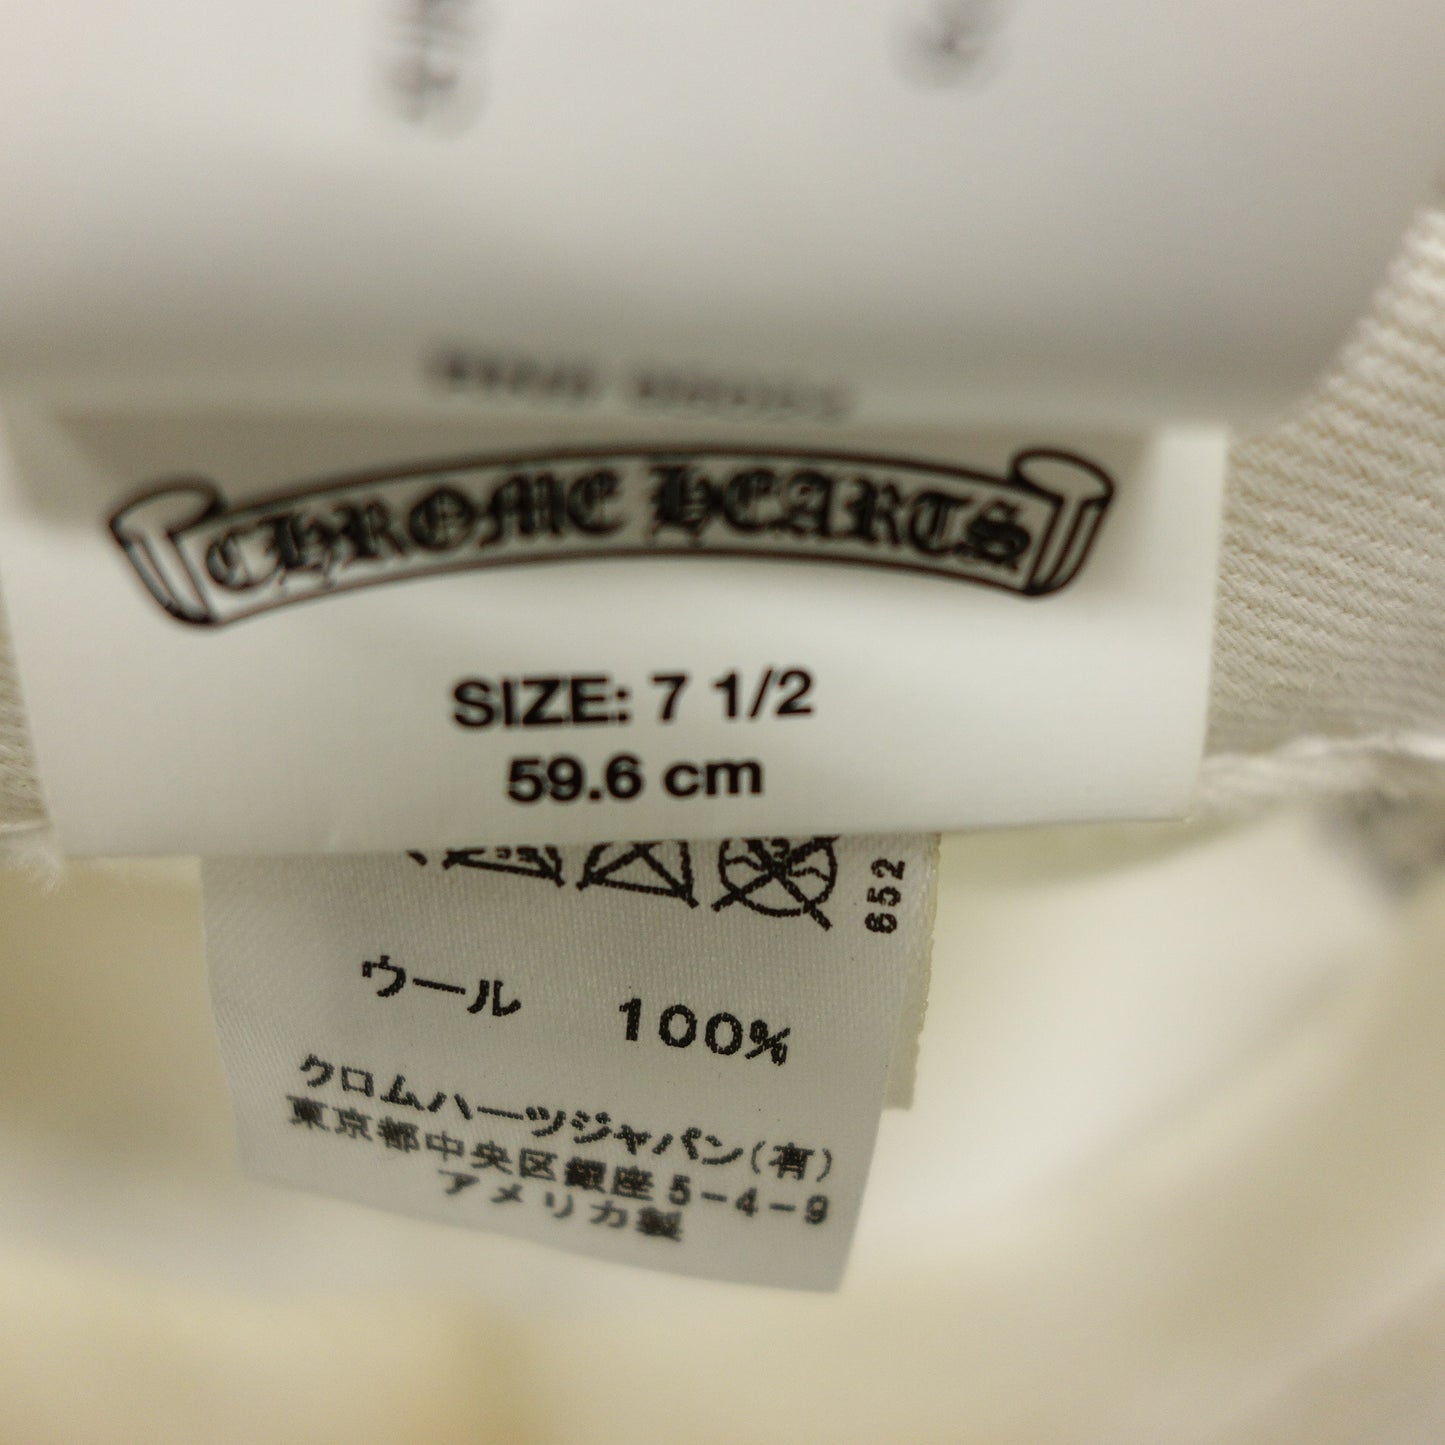 CHROME HEARTS
SIZE: 7 1/2
59.6 cm
652
ウール 100%
クロムハーツジャパン(有)
東京都中央区銀座5-4-9
アメリカ製